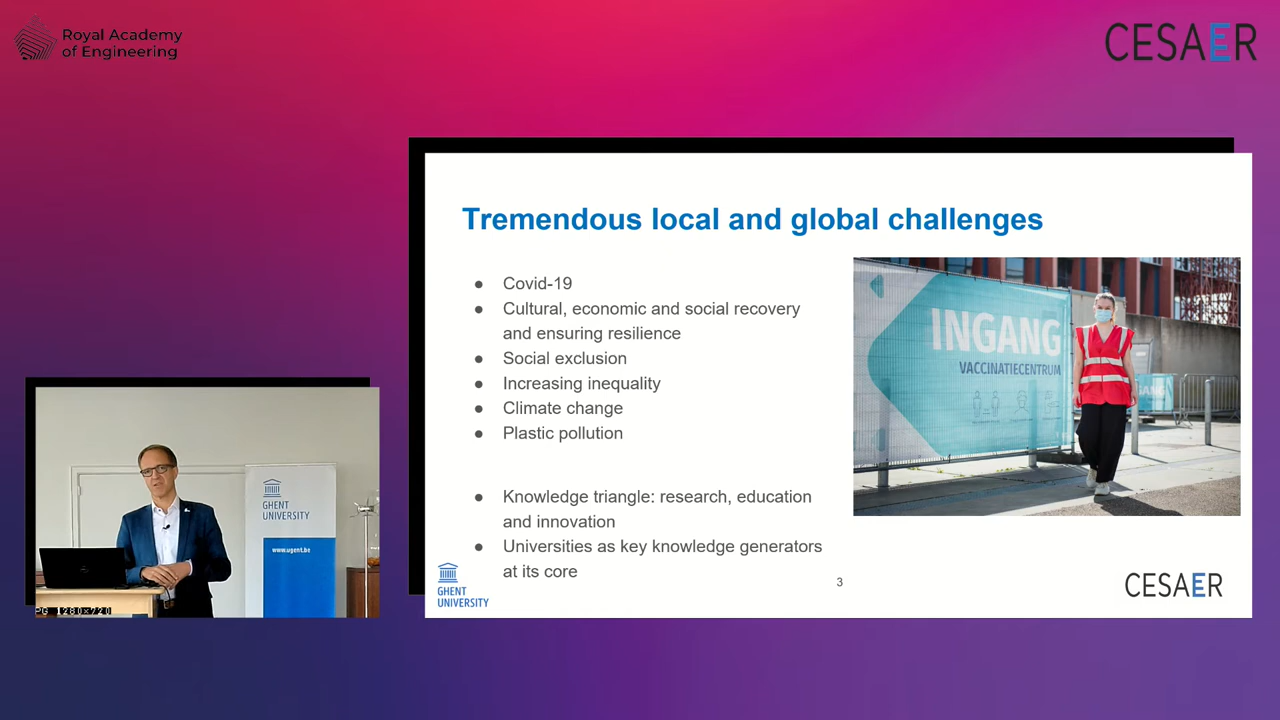 Royal Academy
of Engineering
CESAER
Tremendous local and global challenges
● Covid-19
● Cultural, economic and social recovery
and ensuring resilience
● Social exclusion
● Increasing inequality
● Climate change
● Plastic pollution
● Knowledge triangle: research, education
and innovation
● Universities as key knowledge generators
at its core
INGANG
VACCINATIECENTRUM
GHENT
UNIVERSITY
3
CESAER
GHENT
UNIVERSITY
www.ugent.be
PG 1280x720